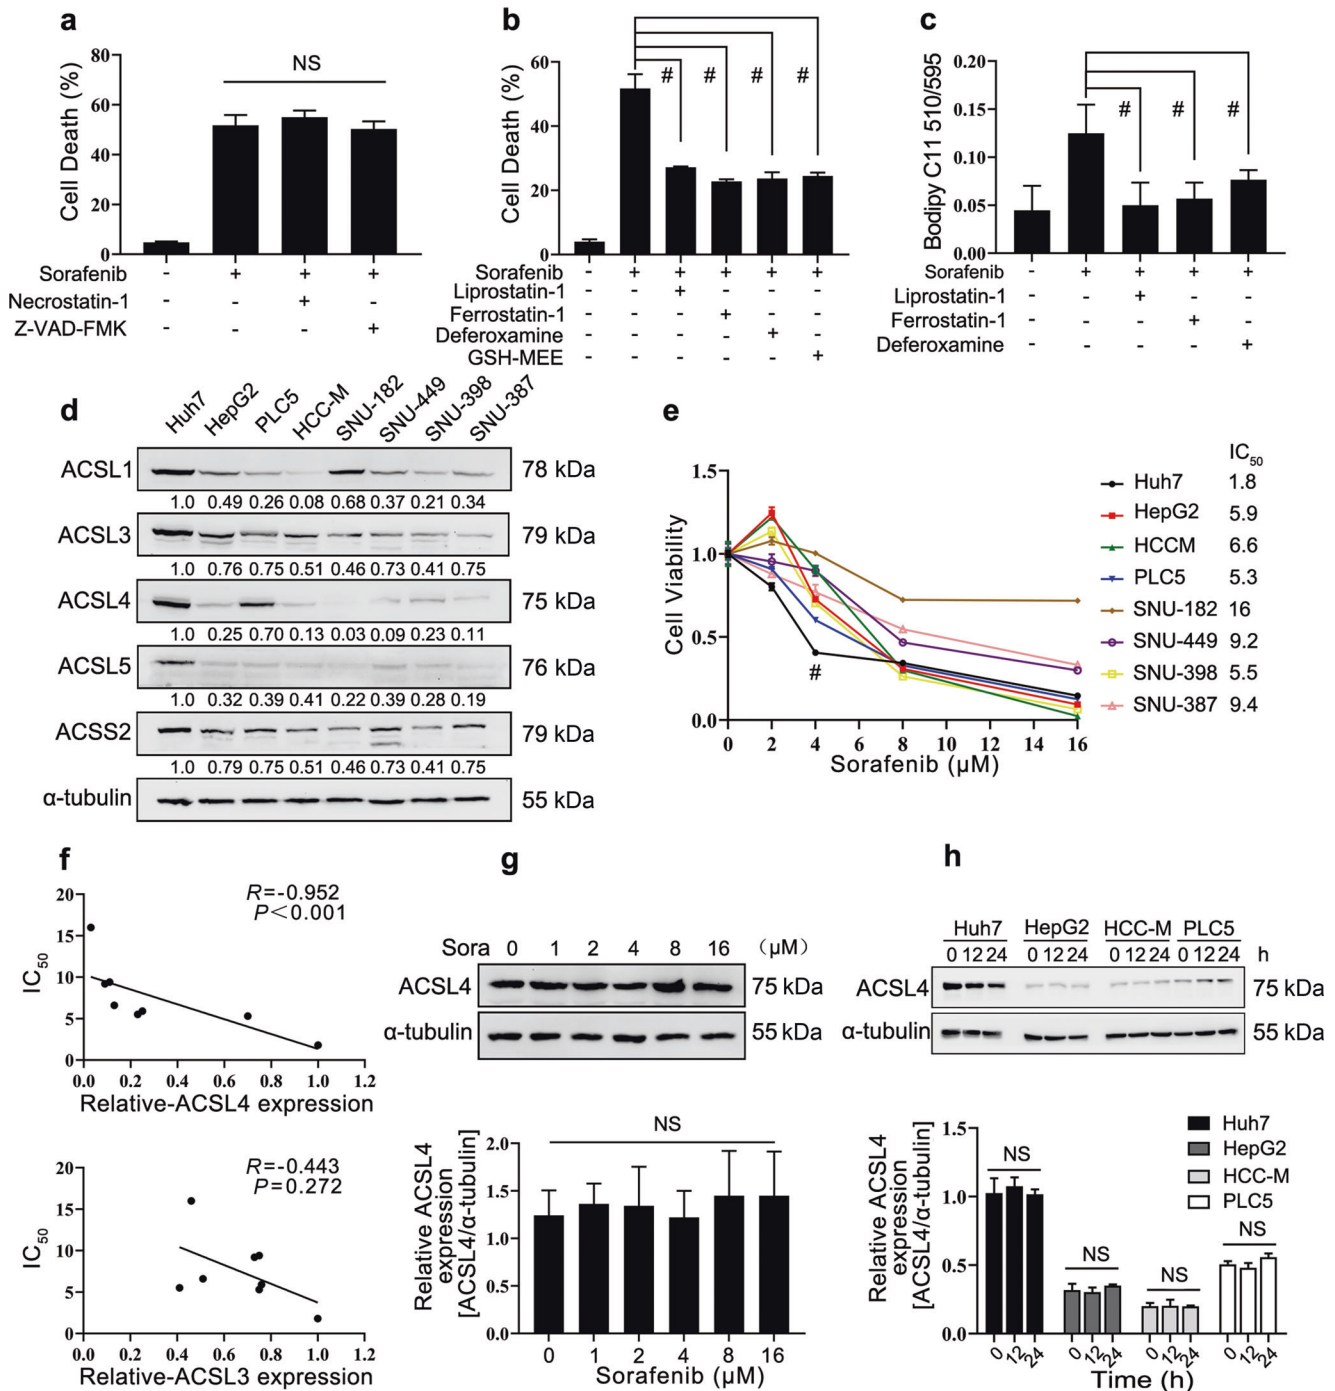 a
Cell Death (%)
80
60
40
20
0
NS
Sorafenib - + + +
Necrostatin-1 - - + -
Z-VAD-FMK - - - +
b
Cell Death (%)
60
40
20
0
# # # #
Sorafenib - + + + + +
Liprostatin-1 - - + - - -
Ferrostatin-1 - - - + - -
Deferoxamine - - - - + -
GSH-MEE - - - - - +
c
Bodipy C11 510/595
0.20
0.15
0.10
0.05
0.00
# # #
Sorafenib - + + + +
Liprostatin-1 - - + - -
Ferrostatin-1 - - - + -
Deferoxamine - - - - +
d
Huh7 HepG2 PLC5 HCC-M SNU-182 SNU-449 SNU-398 SNU-387
ACSL1 78 kDa
1.0 0.49 0.26 0.08 0.68 0.37 0.21 0.34
ACSL3 79 kDa
1.0 0.76 0.75 0.51 0.46 0.73 0.41 0.75
ACSL4 75 kDa
1.0 0.25 0.70 0.13 0.03 0.09 0.23 0.11
ACSL5 76 kDa
1.0 0.32 0.39 0.41 0.22 0.39 0.28 0.19
ACSS2 79 kDa
1.0 0.79 0.75 0.51 0.46 0.73 0.41 0.75
α-tubulin 55 kDa
e
Cell Viability
1.5
1.0
0.5
0.0
#
0 2 4 6 8 10 12 14 16
Sorafenib (μM)
IC50
Huh7 1.8
HepG2 5.9
HCCM 6.6
PLC5 5.3
SNU-182 16
SNU-449 9.2
SNU-398 5.5
SNU-387 9.4
f
R=-0.952
P<0.001
IC50
20
15
10
5
0
0.0 0.2 0.4 0.6 0.8 1.0 1.2
Relative-ACSL4 expression
R=-0.443
P=0.272
IC50
20
15
10
5
0
0.0 0.2 0.4 0.6 0.8 1.0 1.2
Relative-ACSL3 expression
g
Sora 0 1 2 4 8 16 (μM)
ACSL4 75 kDa
α-tubulin 55 kDa
Relative ACSL4
expression
[ACSL4/α-tubulin]
2.0
1.5
1.0
0.5
0.0
NS
0 1 2 4 8 16
Sorafenib (μM)
h
Huh7 HepG2 HCC-M PLC5
0 12 24 0 12 24 0 12 24 0 12 24 h
ACSL4 75 kDa
α-tubulin 55 kDa
Relative ACSL4
expression
[ACSL4/α-tubulin]
1.5
1.0
0.5
0.0
NS NS NS NS
Huh7
HepG2
HCC-M
PLC5
0 12 24 0 12 24 0 12 24 0 12 24
Time (h)